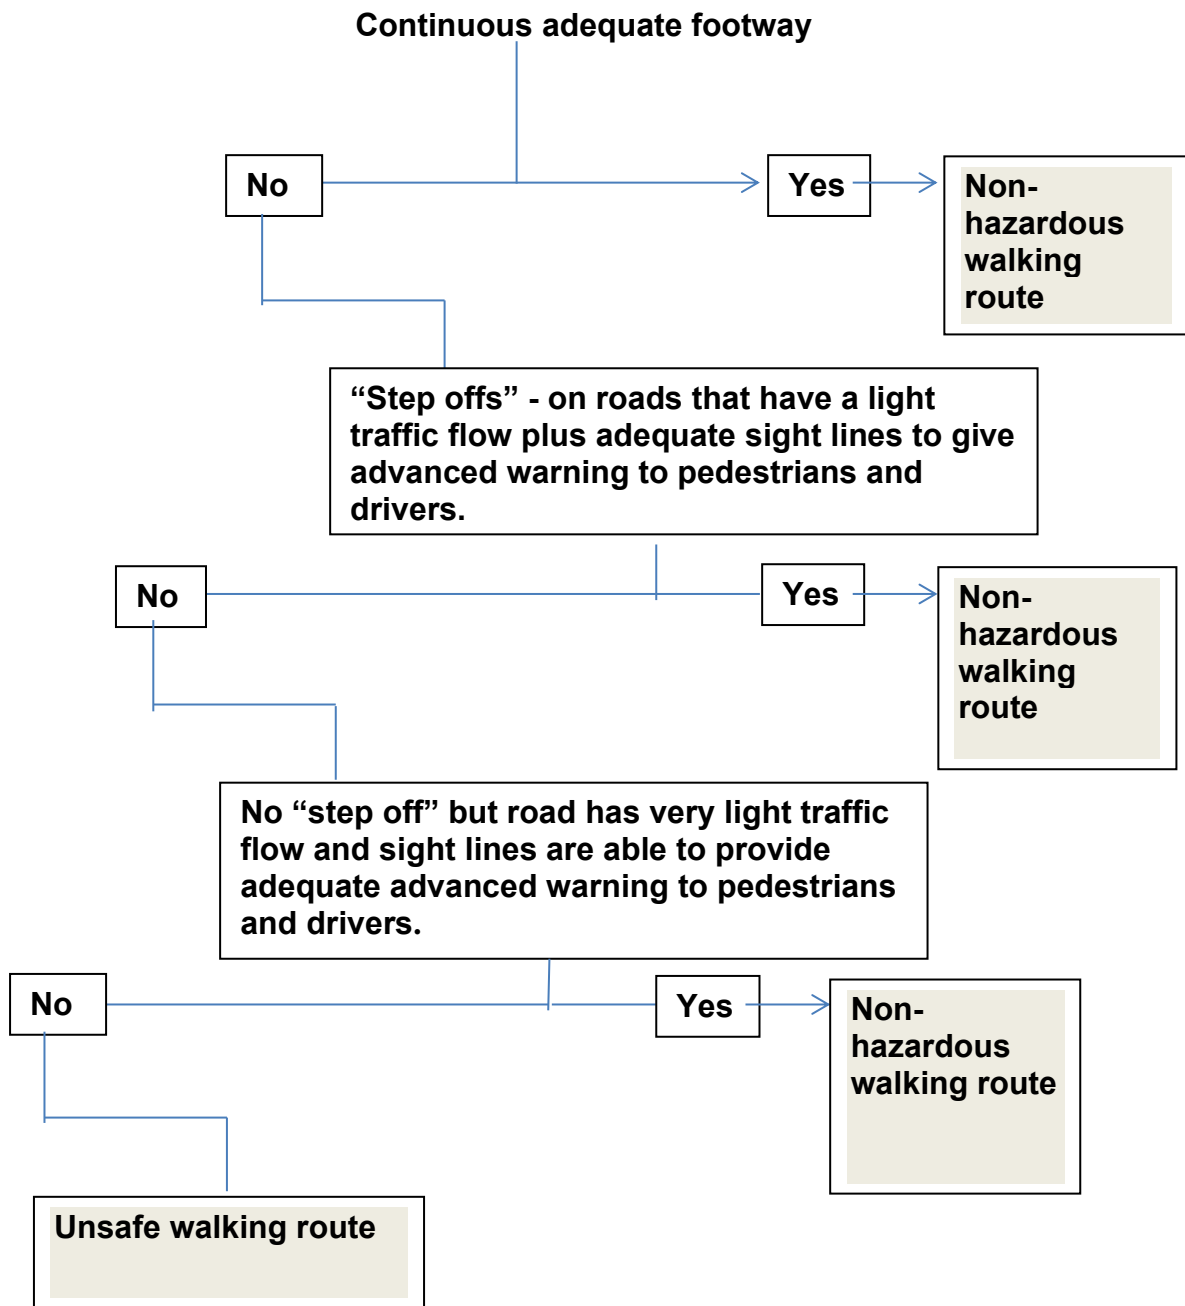 Continuous adequate footway
No
Yes
Non-
hazardous
walking
route
“Step offs” - on roads that have a light
traffic flow plus adequate sight lines to give
advanced warning to pedestrians and
drivers.
No
Yes
Non-
hazardous
walking
route
No “step off” but road has very light traffic
flow and sight lines are able to provide
adequate advanced warning to pedestrians
and drivers.
No
Yes
Non-
hazardous
walking route
Unsafe walking route